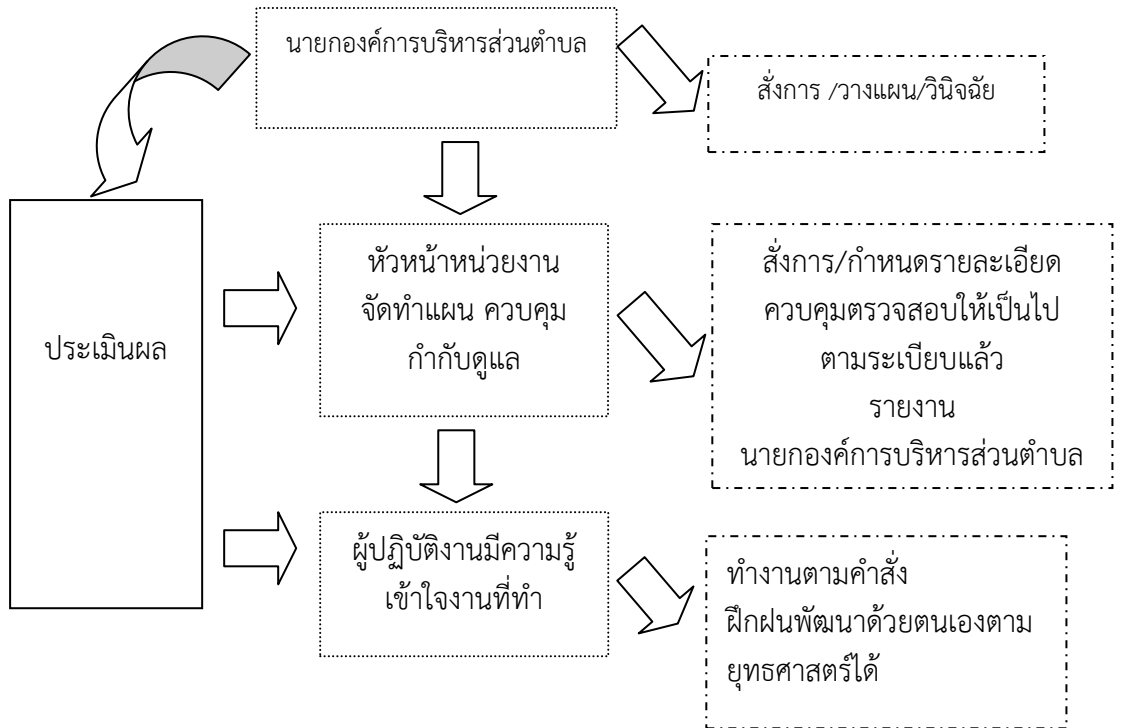 นายกองค์การบริหารส่วนตำบล
สั่งการ /วางแผน/วินิจฉัย
หัวหน้าหน่วยงาน
จัดทำแผน ควบคุม
กำกับดูแล
สั่งการ/กำหนดรายละเอียด
ควบคุมตรวจสอบให้เป็นไป
ตามระเบียบแล้ว
รายงาน
นายกองค์การบริหารส่วนตำบล
ประเมินผล
ผู้ปฏิบัติงานมีความรู้
เข้าใจงานที่ทำ
ทำงานตามคำสั่ง
ฝึกฝนพัฒนาด้วยตนเองตาม
ยุทธศาสตร์ได้